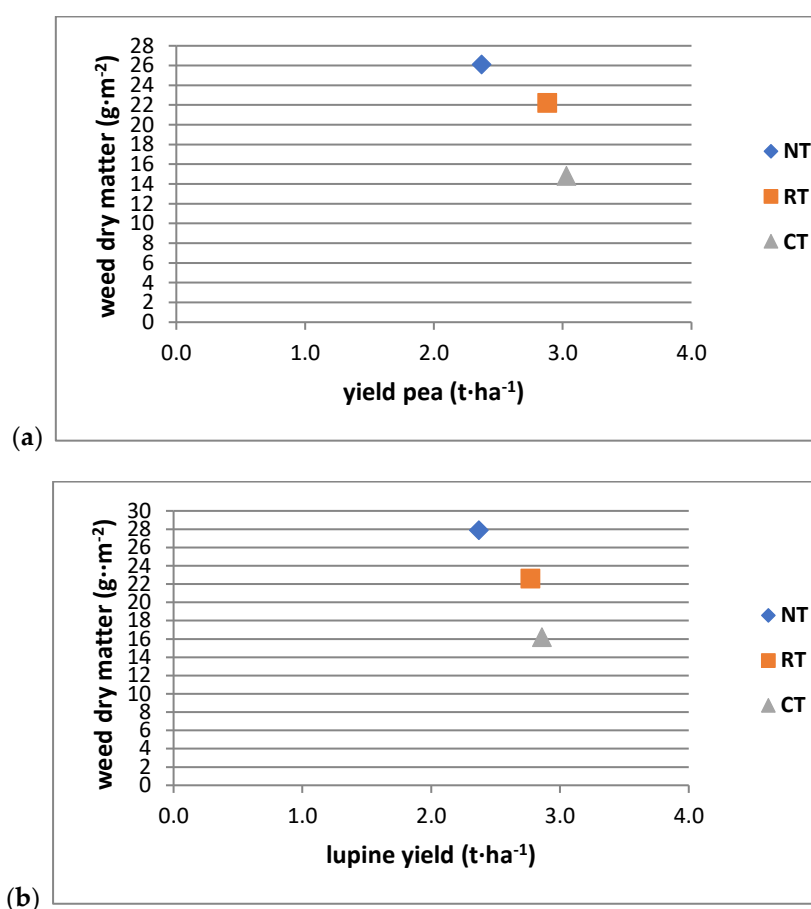 28
26
24
22
20
18
16
14
12
10
8
6
4
2
0
weed dry matter (g·m⁻²)
0.0 1.0 2.0 3.0 4.0
yield pea (t·ha⁻¹)
NT
RT
CT
(a)
30
28
26
24
22
20
18
16
14
12
10
8
6
4
2
0
weed dry matter (g··m⁻²)
0.0 1.0 2.0 3.0 4.0
lupine yield (t·ha⁻¹)
NT
RT
CT
(b)